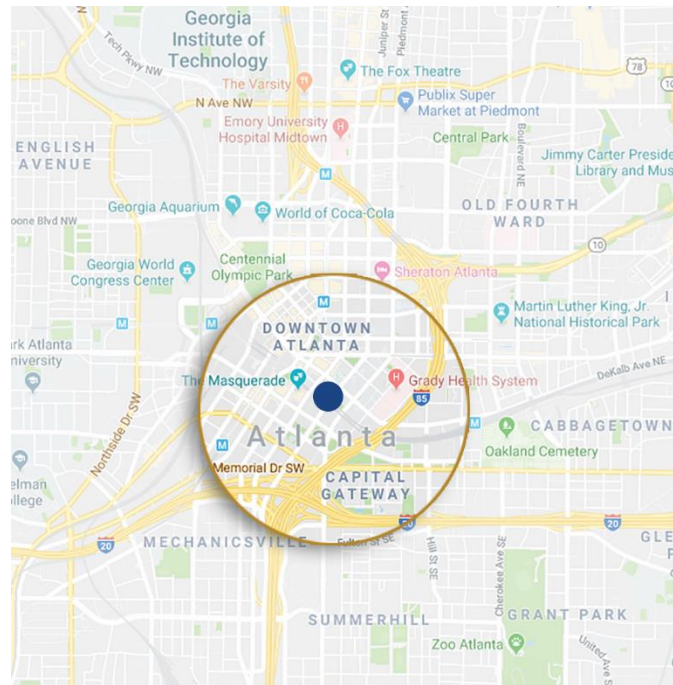 Georgia
Institute of
Technology
Tech Pkwy NW
Juniper St
Piedmont
The Fox Theatre
78
The Varsity
N Ave NW
Publix Super
Market at Piedmont
10
Emory University
Hospital Midtown
H
Central Park
Boulevard NE
ENGLISH
AVENUE
Jimmy Carter Preside
Library and Mus
M
Georgia Aquarium
World of Coca-Cola
OLD FOURTH
WARD
oone Blvd NW
10
Centennial
Olympic Park
Georgia World
Congress Center
Sheraton Atlanta
M
Martin Luther King, Jr.
National Historical Park
M
M
DOWNTOWN
ATLANTA
rk Atlanta
niversity
The Masquerade
H
Grady Health System
DeKalb Ave NE
85
Northside Dr SW
Atlanta
M
M
CABBAGETOWN
Oakland Cemetery
Memorial Dr SW
elman
ollege
CAPITAL
GATEWAY
20
20
20
MECHANICSVILLE
Fulton St SE
Hill St SE
Cherokee Ave SE
GLE
SUMMERHILL
GRANT PARK
Zoo Atlanta
United Ave